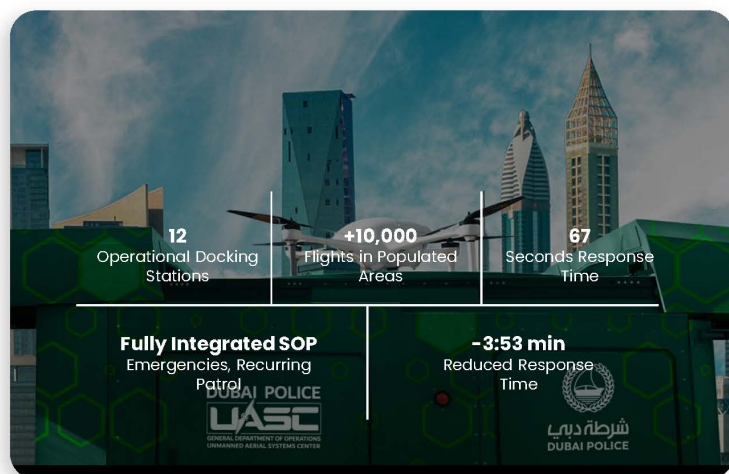 12
Operational Docking
Stations
+10,000
Flights in Populated
Areas
67
Seconds Response
Time
Fully Integrated SOP
Emergencies, Recurring
Patrol
-3:53 min
Reduced Response
Time
DUBAI POLICE
UASC
GENERAL DEPARTMENT OF OPERATIONS
UNMANNED AERIAL SYSTEMS CENTER
شرطة دبي
DUBAI POLICE